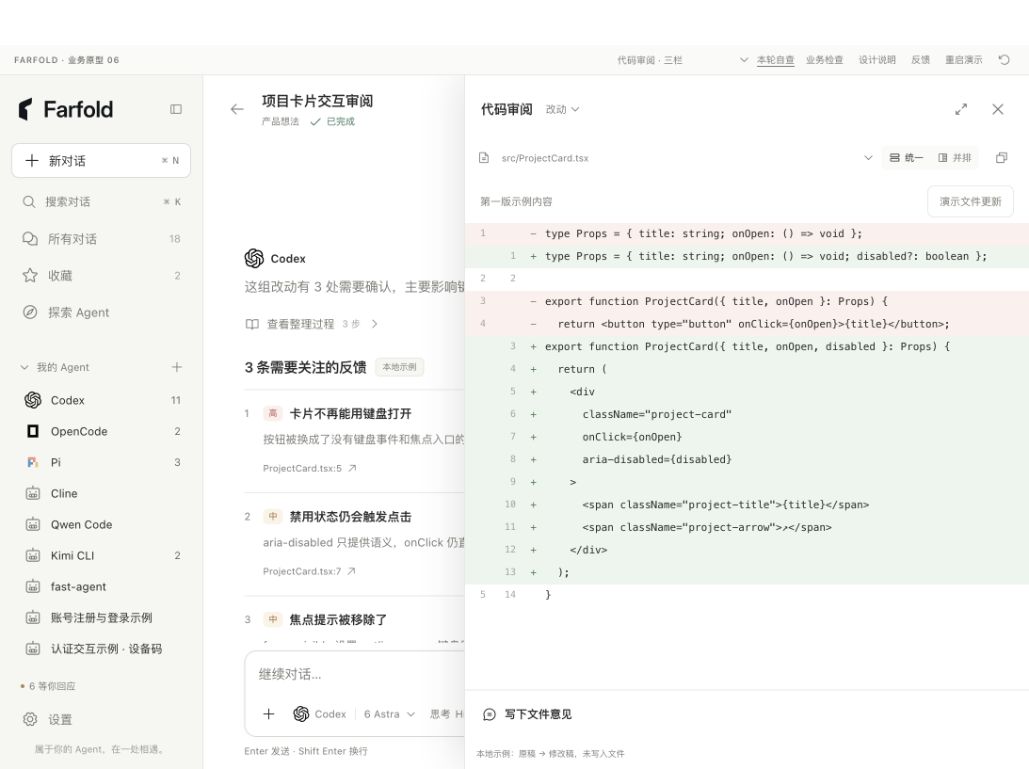 FARFOLD · 业务原型 06
代码审阅 · 三栏
本轮自查
业务检查
设计说明
反馈
重启演示
Farfold
新对话
⌘ N
搜索对话
⌘ K
所有对话
18
收藏
2
探索 Agent
我的 Agent
Codex
11
OpenCode
2
Pi
3
Cline
Qwen Code
Kimi CLI
2
fast-agent
账号注册与登录示例
认证交互示例 · 设备码
6 等你回应
设置
属于你的 Agent，在一处相遇。
项目卡片交互审阅
产品想法
已完成
Codex
这组改动有 3 处需要确认，主要影响
查看整理过程
3 步
3 条需要关注的反馈
本地示例
1
高
卡片不再能用键盘打开
按钮被换成了没有键盘事件和焦点入口的
ProjectCard.tsx:5 ↗
2
中
禁用状态仍会触发点击
aria-disabled 只提供语义，onClick 仍
ProjectCard.tsx:7 ↗
3
中
焦点提示被移除了
继续对话...
Codex
6 Astra
思考
Enter 发送 · Shift Enter 换行
代码审阅
改动
src/ProjectCard.tsx
统一
并排
第一版示例内容
演示文件更新
1 − type Props = { title: string; onOpen: () => void };
1 + type Props = { title: string; onOpen: () => void; disabled?: boolean };
2 2
3 − export function ProjectCard({ title, onOpen }: Props) {
4 − return <button type="button" onClick={onOpen}>{title}</button>;
3 + export function ProjectCard({ title, onOpen, disabled }: Props) {
4 + return (
5 + <div
6 + className="project-card"
7 + onClick={onOpen}
8 + aria-disabled={disabled}
9 + >
10 + <span className="project-title">{title}</span>
11 + <span className="project-arrow">↗</span>
12 + </div>
13 + );
5 14 }
写下文件意见
本地示例：原稿 → 修改稿，未写入文件